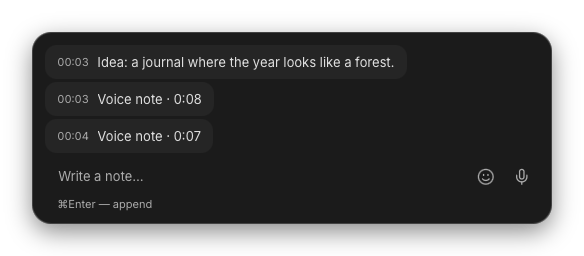 00:03 Idea: a journal where the year looks like a forest.
00:03 Voice note · 0:08
00:04 Voice note · 0:07
Write a note...
⌘Enter — append